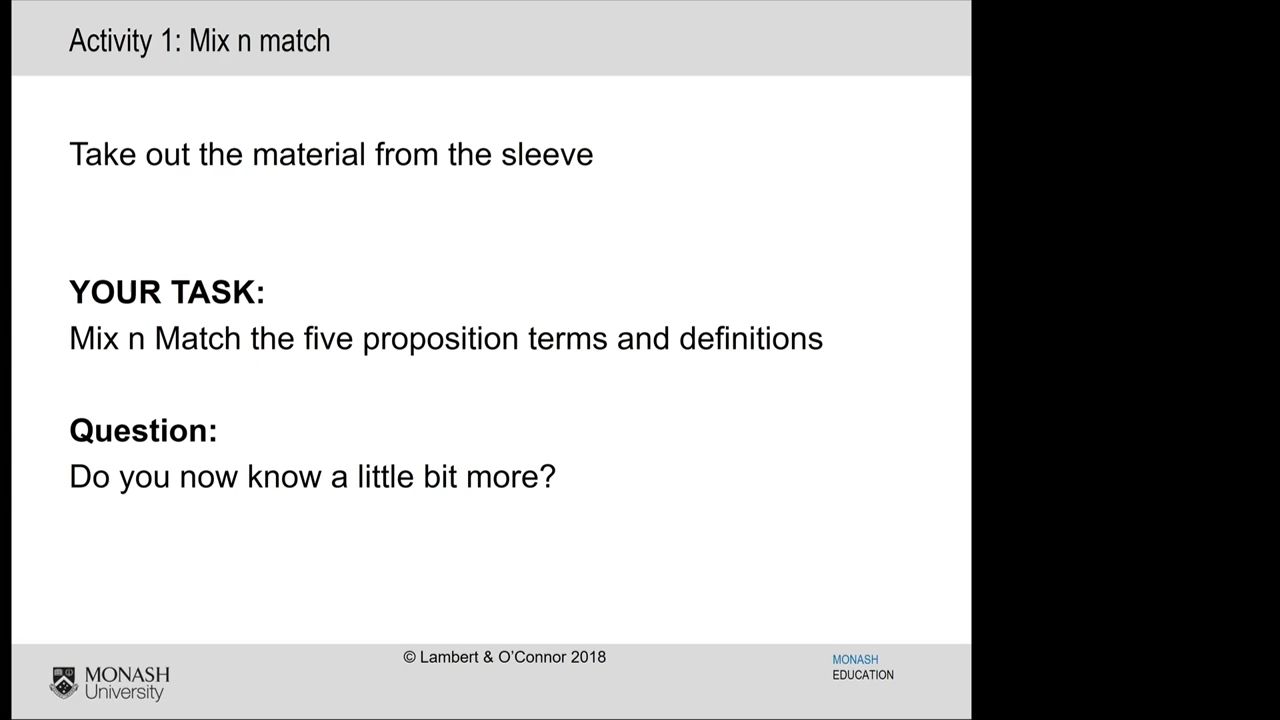 Activity 1: Mix n match
Take out the material from the sleeve
YOUR TASK:
Mix n Match the five proposition terms and definitions
Question:
Do you now know a little bit more?
© Lambert & O’Connor 2018
MONASH
University
MONASH
EDUCATION